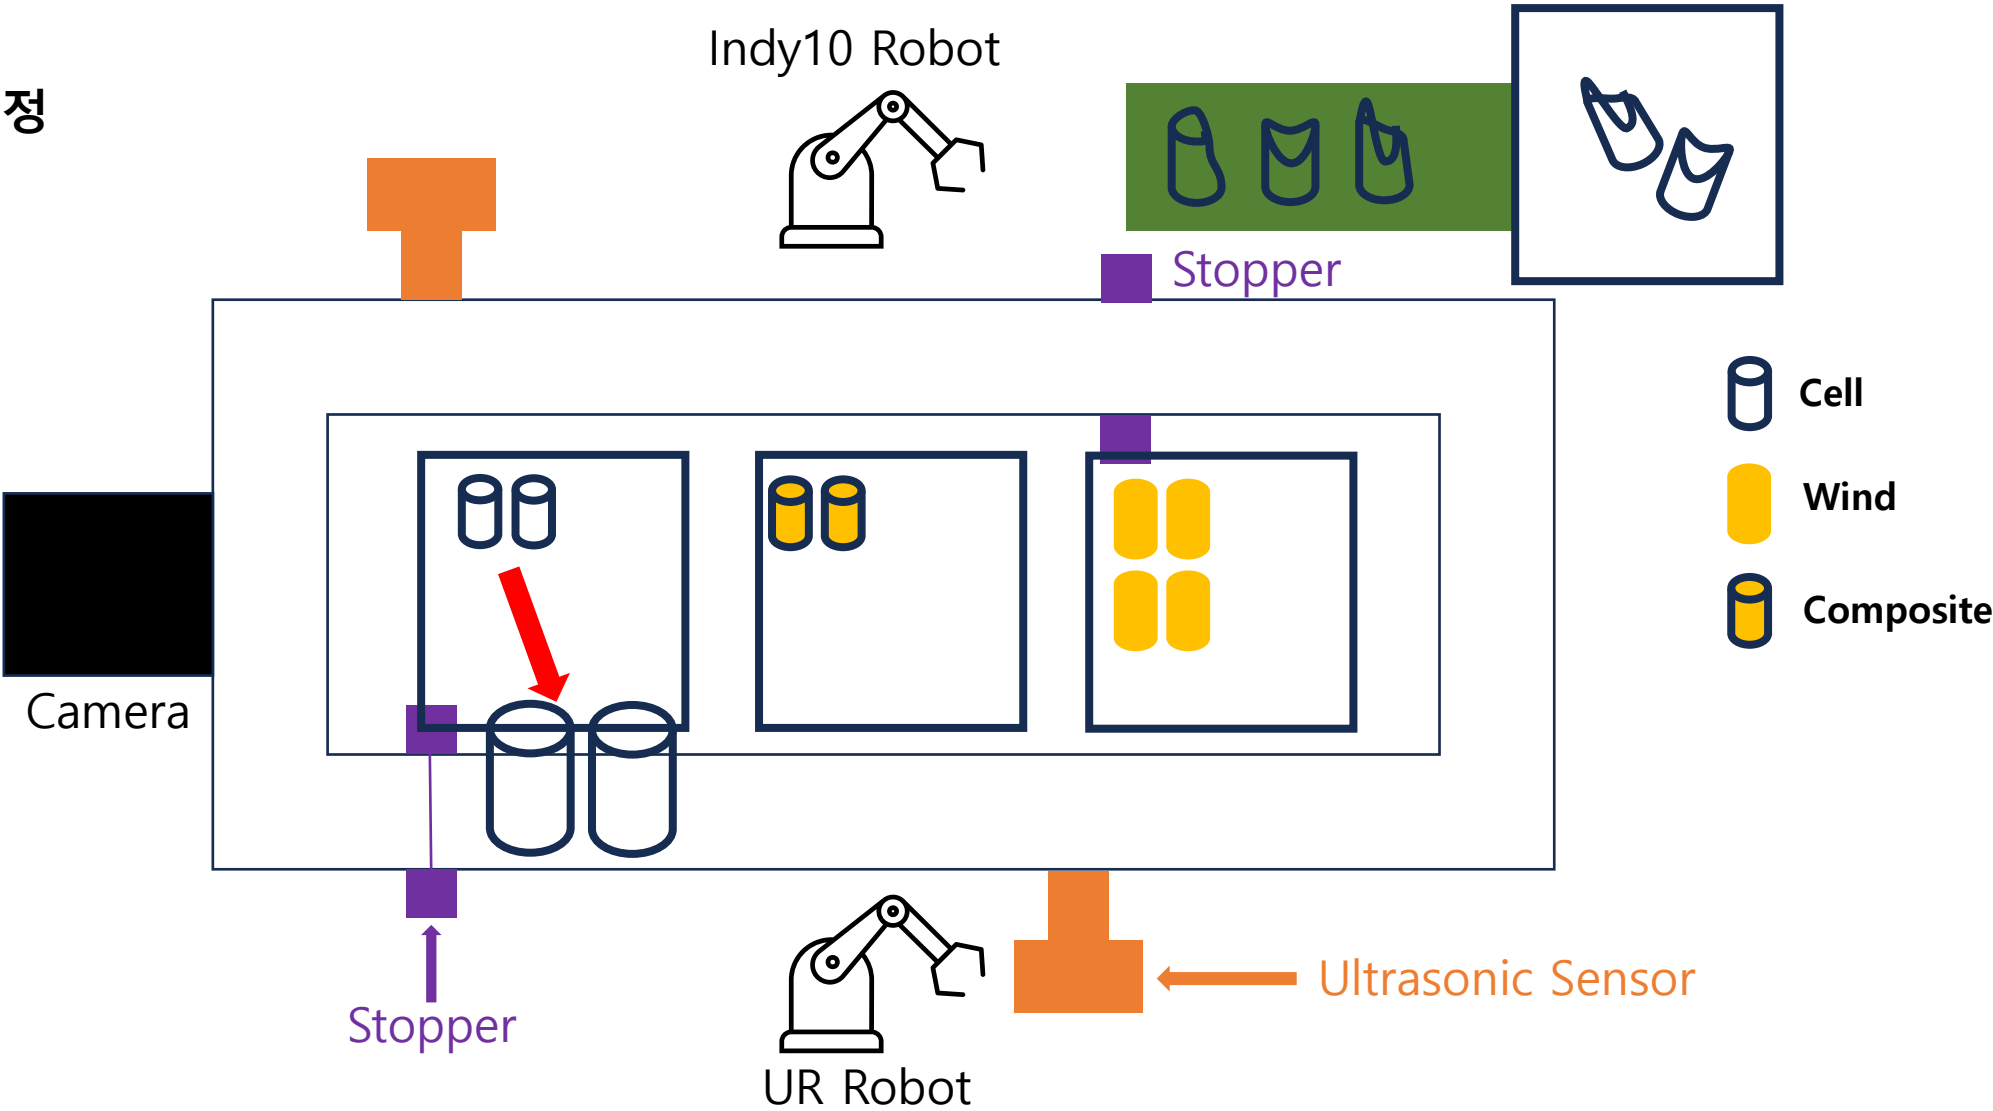 Indy10 Robot
정
Stopper
Cell
Wind
Composite
Camera
Ultrasonic Sensor
Stopper
UR Robot